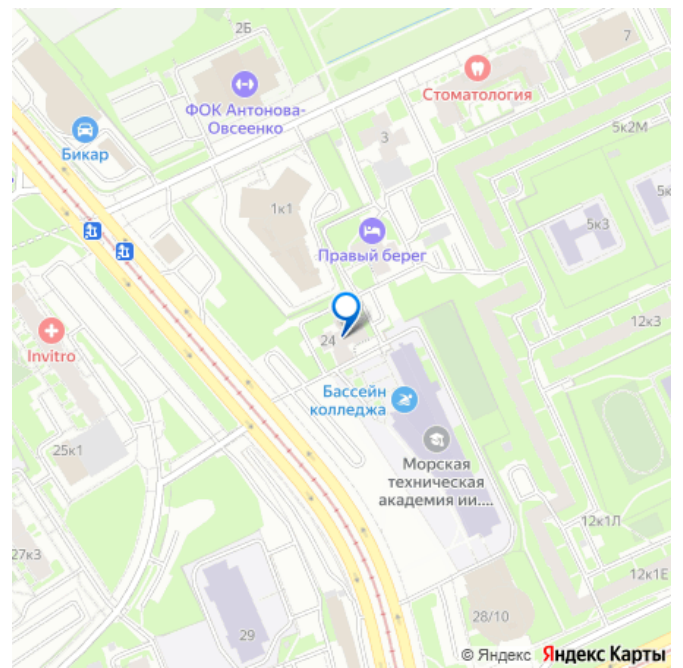 2Б
7
ФОК Антонова-
Овсеенко
Стоматология
Бикар
3
5к2М
1к1
5к
5к3
Правый берег
12к3
24
Invitro
Бассейн
колледжа
25к1
Морская
техническая
академия ии....
12к1Л
27к3
12к1Е
28/10
29
© Яндекс Яндекс Карты